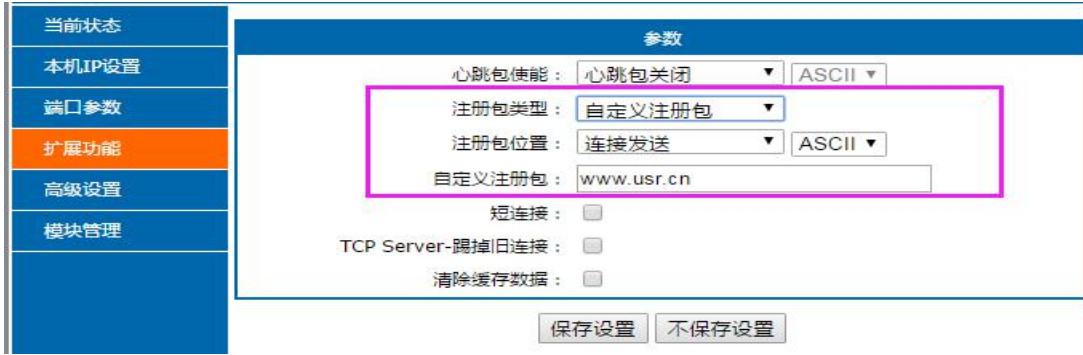 当前状态
本机IP设置
端口参数
扩展功能
高级设置
模块管理
参数
心跳包使能： 心跳包关闭 ASCII
注册包类型： 自定义注册包
注册包位置： 连接发送 ASCII
自定义注册包： www.usr.cn
短连接：
TCP Server-踢掉旧连接：
清除缓存数据：
保存设置 不保存设置